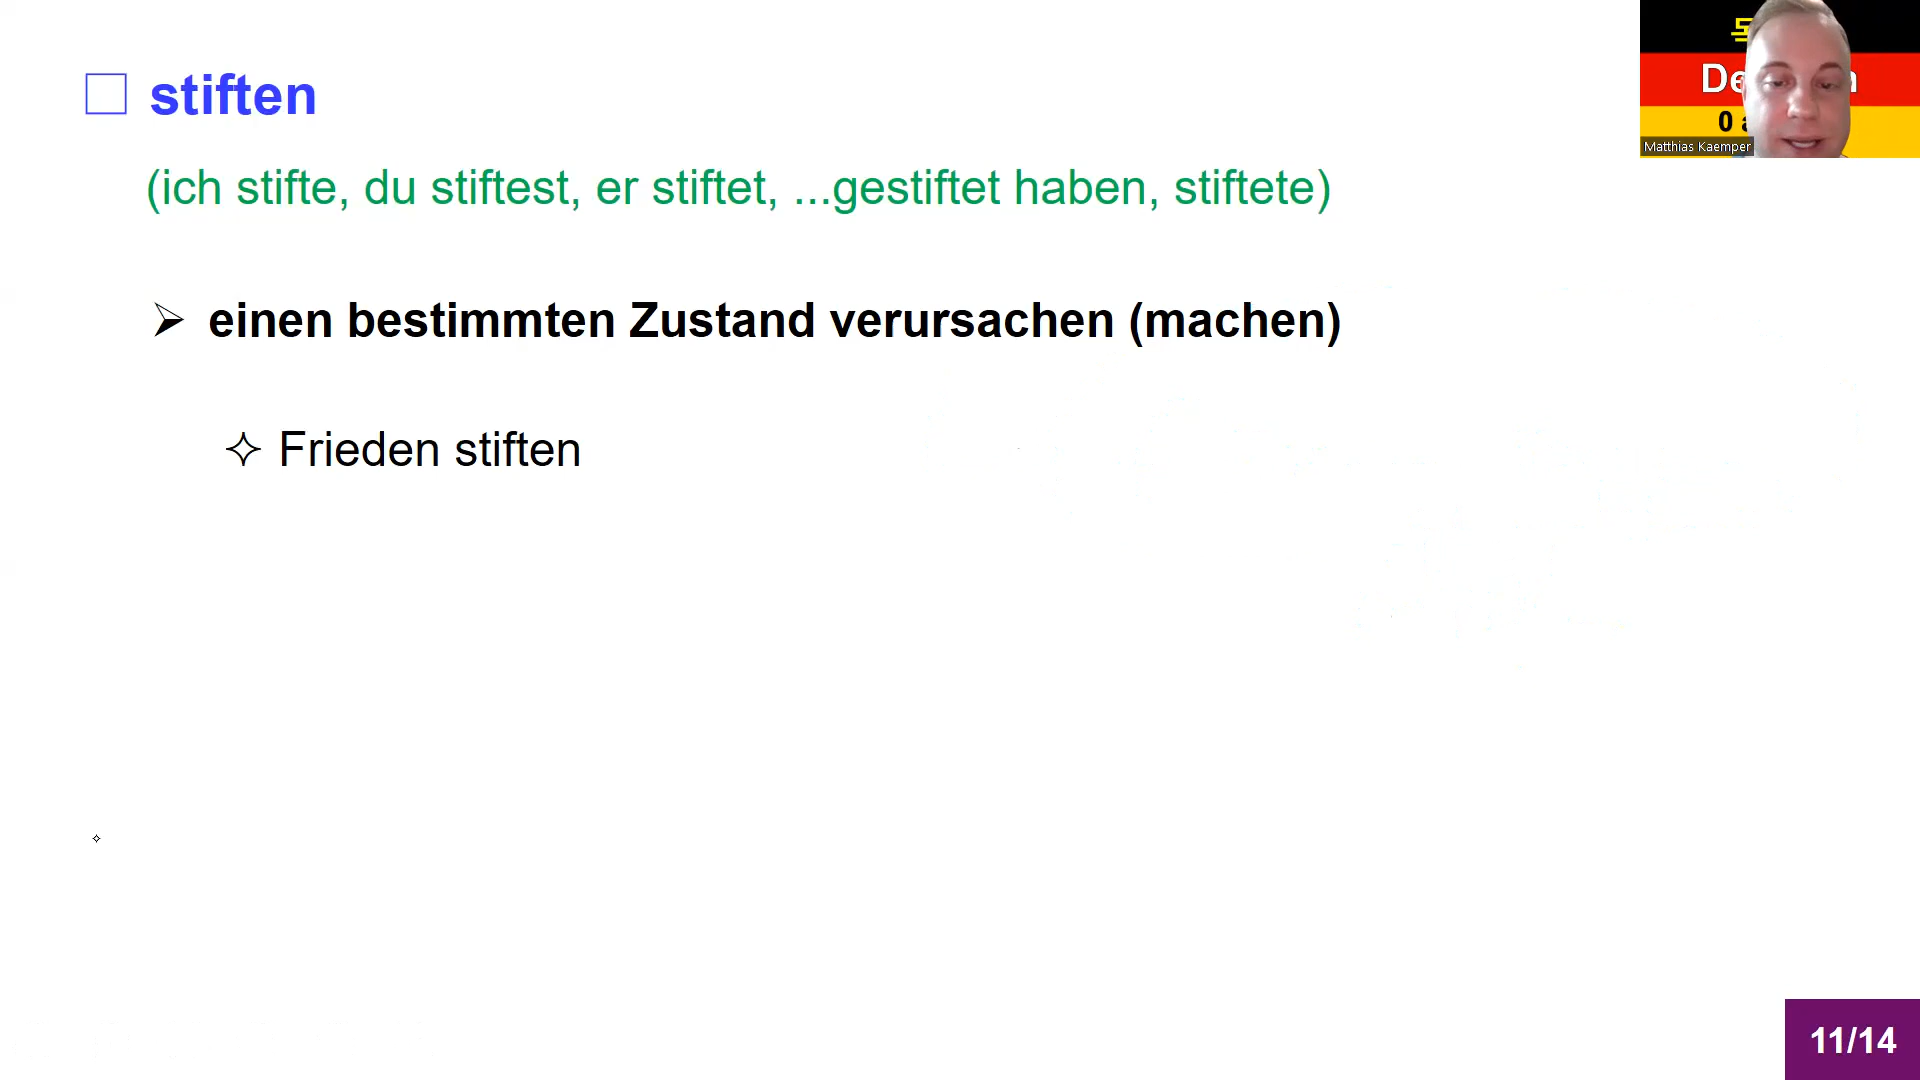 stiften
(ich stifte, du stiftest, er stiftet, ...gestiftet haben, stiftete)
einen bestimmten Zustand verursachen (machen)
Frieden stiften
Matthias Kaemper
11/14